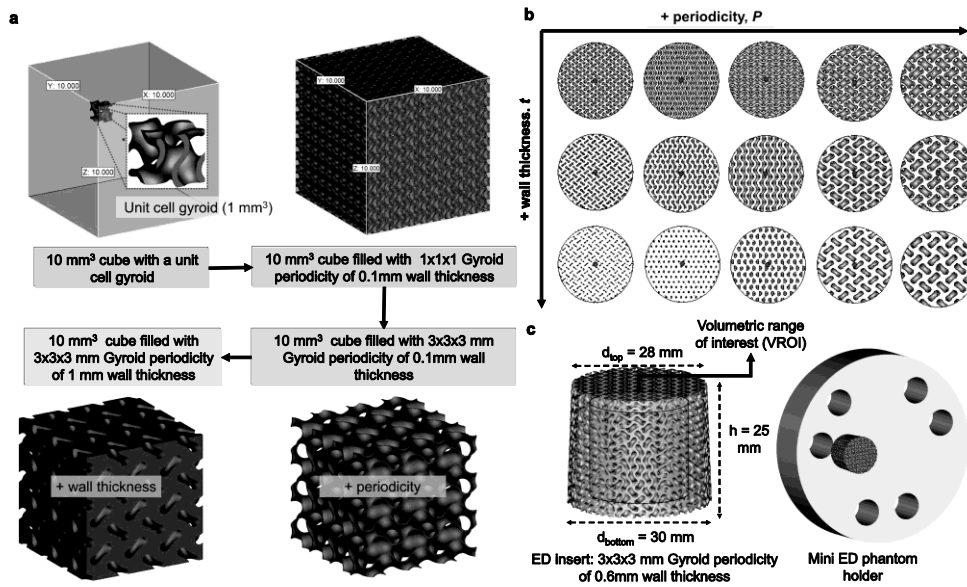 a
Y: 10.000
X: 10.000
Z: 10.000
Unit cell gyroid (1 mm³)
Y: 10.000
X: 10.000
Z: 10.000
10 mm³ cube with a unit
cell gyroid
10 mm³ cube filled with 1x1x1 Gyroid
periodicity of 0.1mm wall thickness
10 mm³ cube filled with
3x3x3 mm Gyroid periodicity
of 1 mm wall thickness
10 mm³ cube filled with 3x3x3 mm
Gyroid periodicity of 0.1mm wall
thickness
+ wall thickness
+ periodicity
b
+ periodicity, P
+ wall thickness. t
c
Volumetric range
of interest (VROI)
dtop = 28 mm
h = 25
mm
dbottom = 30 mm
ED Insert: 3x3x3 mm Gyroid periodicity
of 0.6mm wall thickness
Mini ED phantom
holder